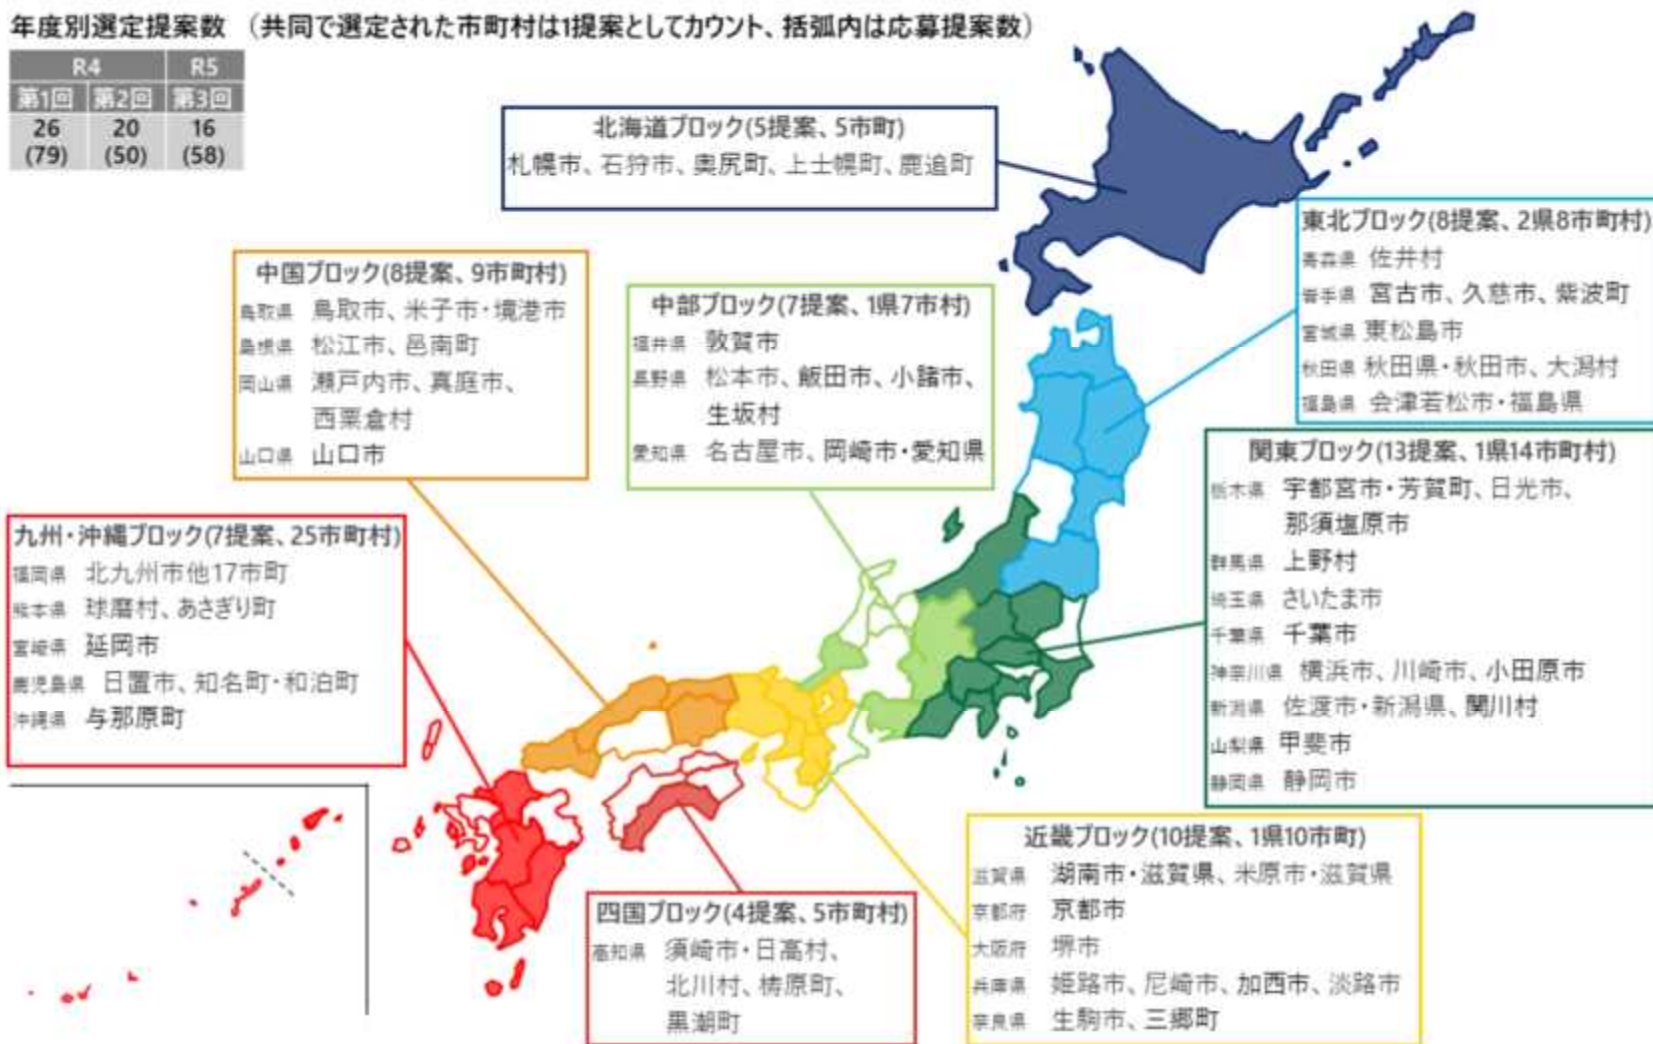 年度別選定提案数 （共同で選定された市町村は1提案としてカウント、括弧内は応募提案数）
R4 R5
第1回 第2回 第3回
26 20 16
(79) (50) (58)
北海道ブロック(5提案、5市町)
札幌市、石狩市、奥尻町、上士幌町、鹿追町
東北ブロック(8提案、2県8市町村)
青森県 佐井村
岩手県 宮古市、久慈市、紫波町
宮城県 東松島市
秋田県 秋田県・秋田市、大潟村
福島県 会津若松市・福島県
中国ブロック(8提案、9市町村)
鳥取県 鳥取市、米子市・境港市
島根県 松江市、邑南町
岡山県 瀬戸内市、真庭市、
西粟倉村
山口県 山口市
中部ブロック(7提案、1県7市村)
福井県 敦賀市
長野県 松本市、飯田市、小諸市、
生坂村
愛知県 名古屋市、岡崎市・愛知県
関東ブロック(13提案、1県14市町村)
栃木県 宇都宮市・芳賀町、日光市、
那須塩原市
群馬県 上野村
埼玉県 さいたま市
千葉県 千葉市
神奈川県 横浜市、川崎市、小田原市
新潟県 佐渡市・新潟県、関川村
山梨県 甲斐市
静岡県 静岡市
九州・沖縄ブロック(7提案、25市町村)
福岡県 北九州市他17市町
熊本県 球磨村、あさぎり町
宮崎県 延岡市
鹿児島県 日置市、知名町・和泊町
沖縄県 与那原町
四国ブロック(4提案、5市町村)
高知県 須崎市・日高村、
北川村、梼原町、
黒潮町
近畿ブロック(10提案、1県10市町)
滋賀県 湖南市・滋賀県、米原市・滋賀県
京都府 京都市
大阪府 堺市
兵庫県 姫路市、尼崎市、加西市、淡路市
奈良県 生駒市、三郷町